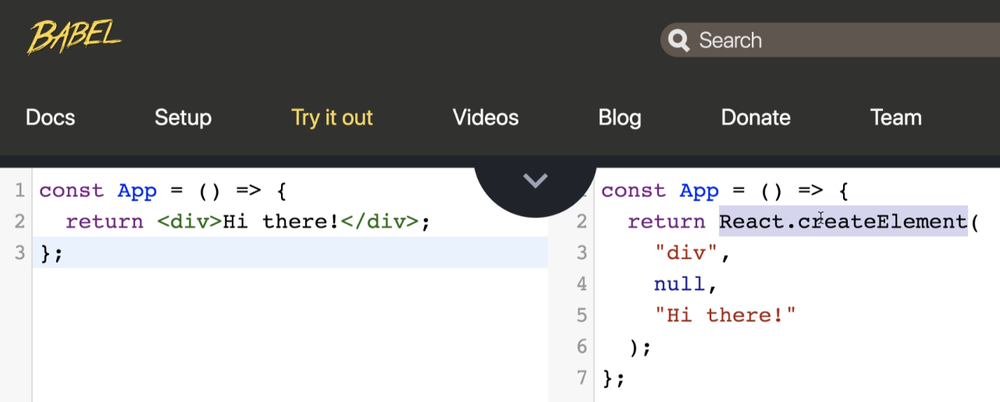 BABEL
Search
Docs Setup Try it out Videos Blog Donate Team
1 const App = () => {
2 return <div>Hi there!</div>;
3 };
const App = () => {
2 return React.createElement(
3 "div",
4 null,
5 "Hi there!"
6 );
7 };